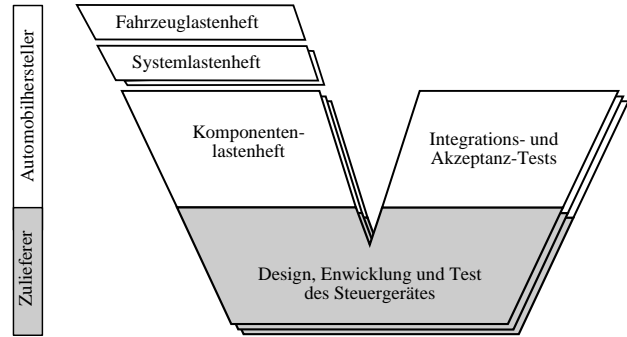 Automobilhersteller
Zulieferer
Fahrzeuglastenheft
Systemlastenheft
Komponenten-
lastenheft
Integrations- und
Akzeptanz-Tests
Design, Enwicklung und Test
des Steuergerätes